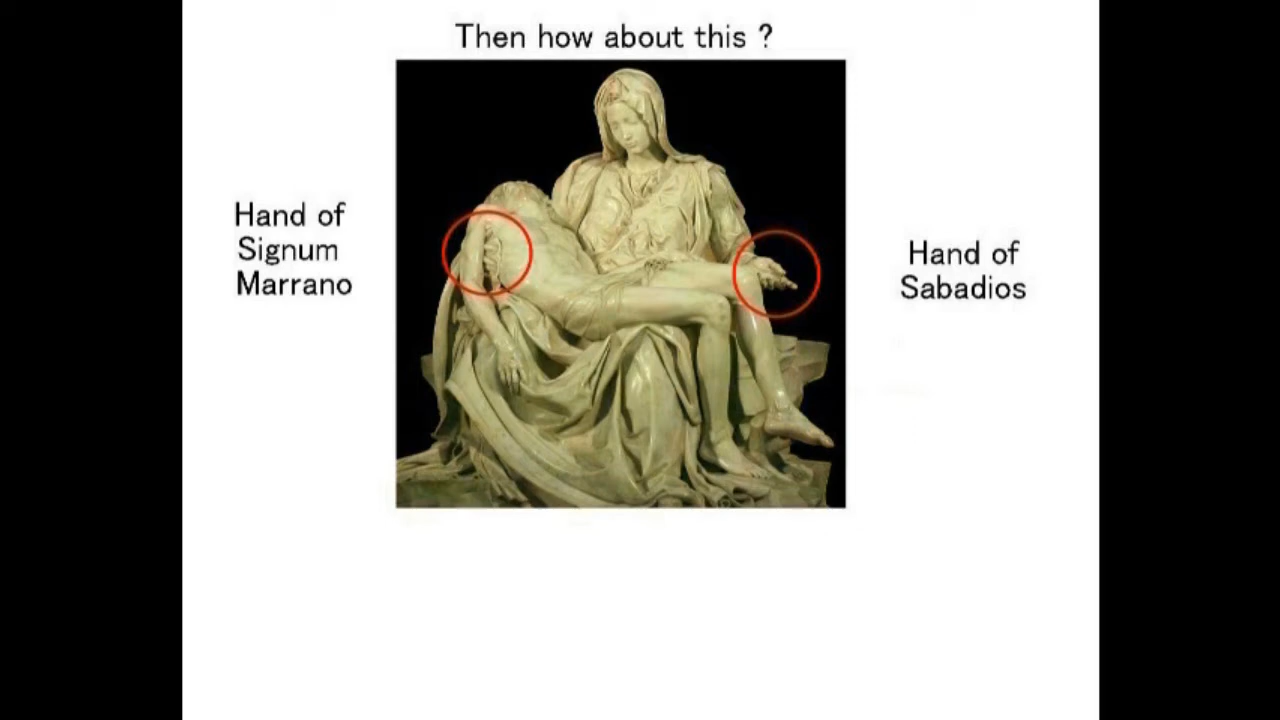 Then how about this ?
Hand of
Signum
Marrano
Hand of
Sabadios